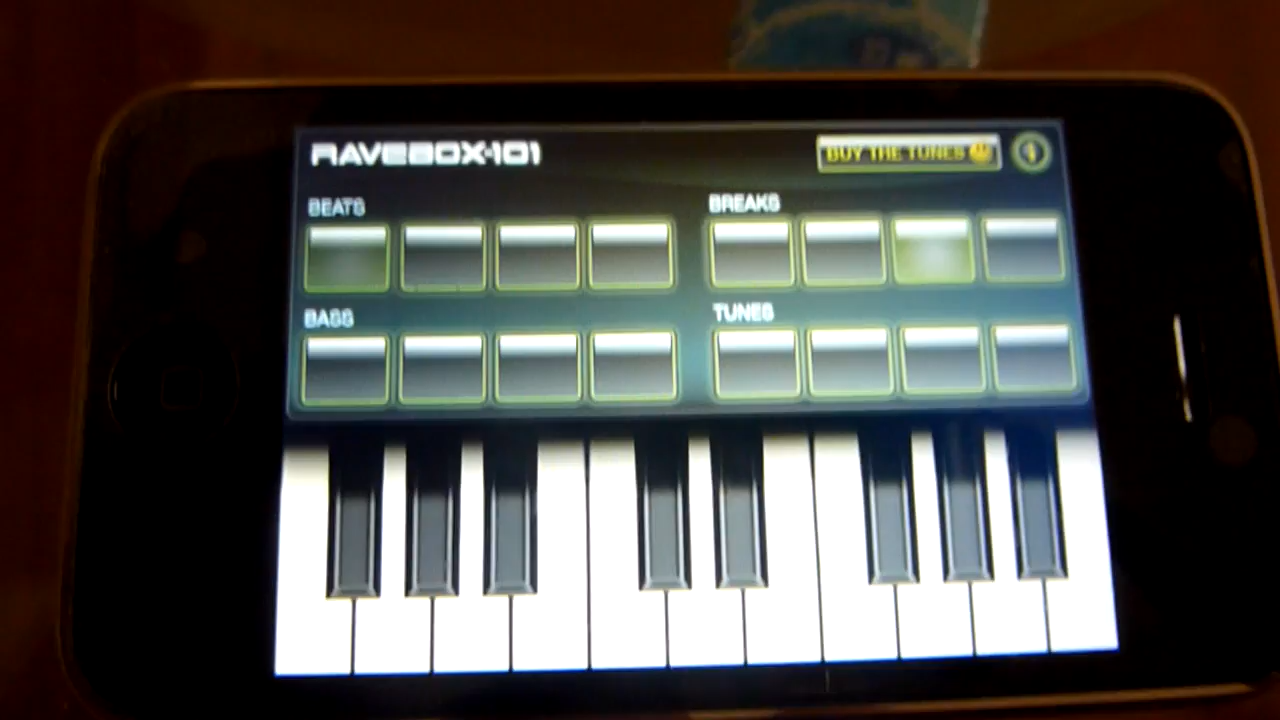 RAVEBOX-101
BUY THE TUNES
BEATS
BREAKS
BASS
TUNES